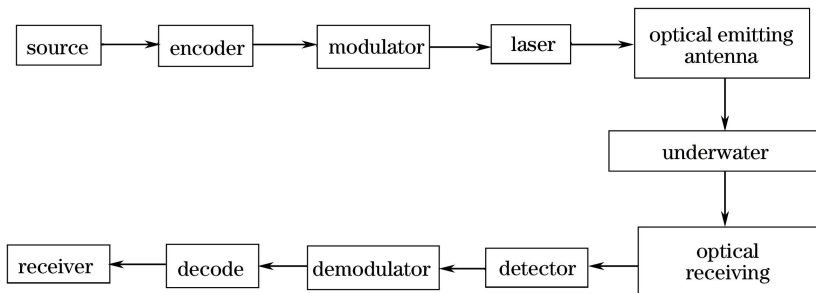 source
encoder
modulator
laser
optical emitting
antenna
underwater
optical
receiving
detector
demodulator
decode
receiver